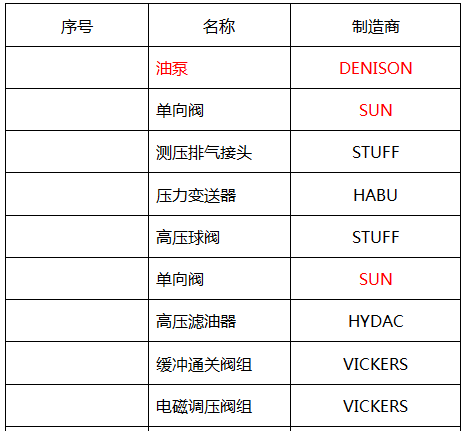 序号 名称 制造商
油泵 DENISON
单向阀 SUN
测压排气接头 STUFF
压力变送器 HABU
高压球阀 STUFF
单向阀 SUN
高压滤油器 HYDAC
缓冲通关阀组 VICKERS
电磁调压阀组 VICKERS